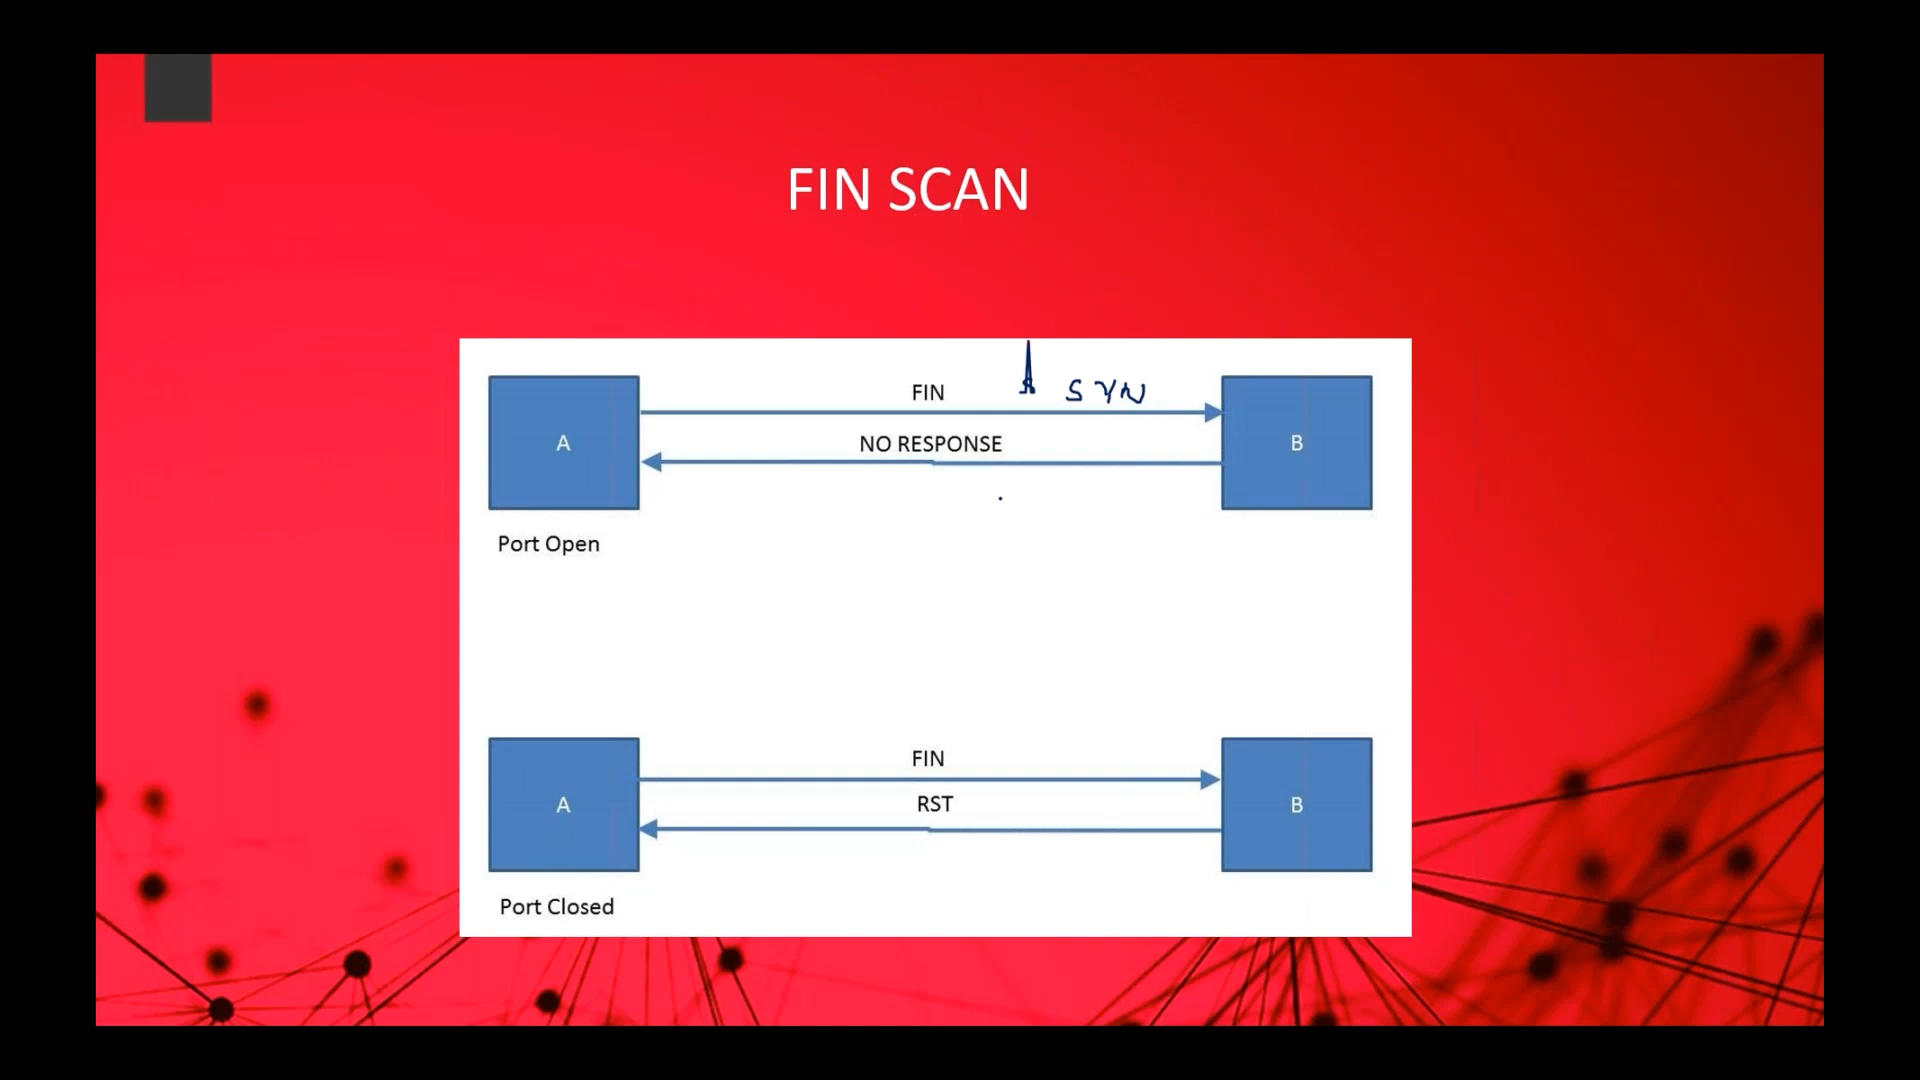 FIN SCAN
FIN SYN
A B
NO RESPONSE
Port Open
FIN
A B
RST
Port Closed